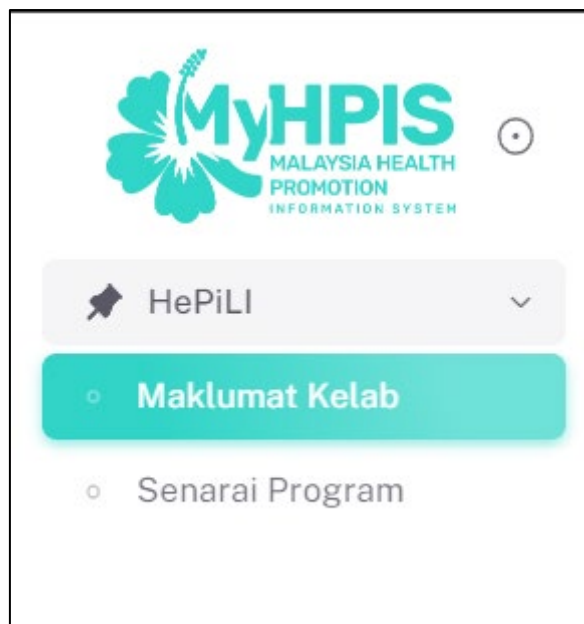 MyHPIS
MALAYSIA HEALTH
PROMOTION
INFORMATION SYSTEM
HePiLI
Maklumat Kelab
Senarai Program